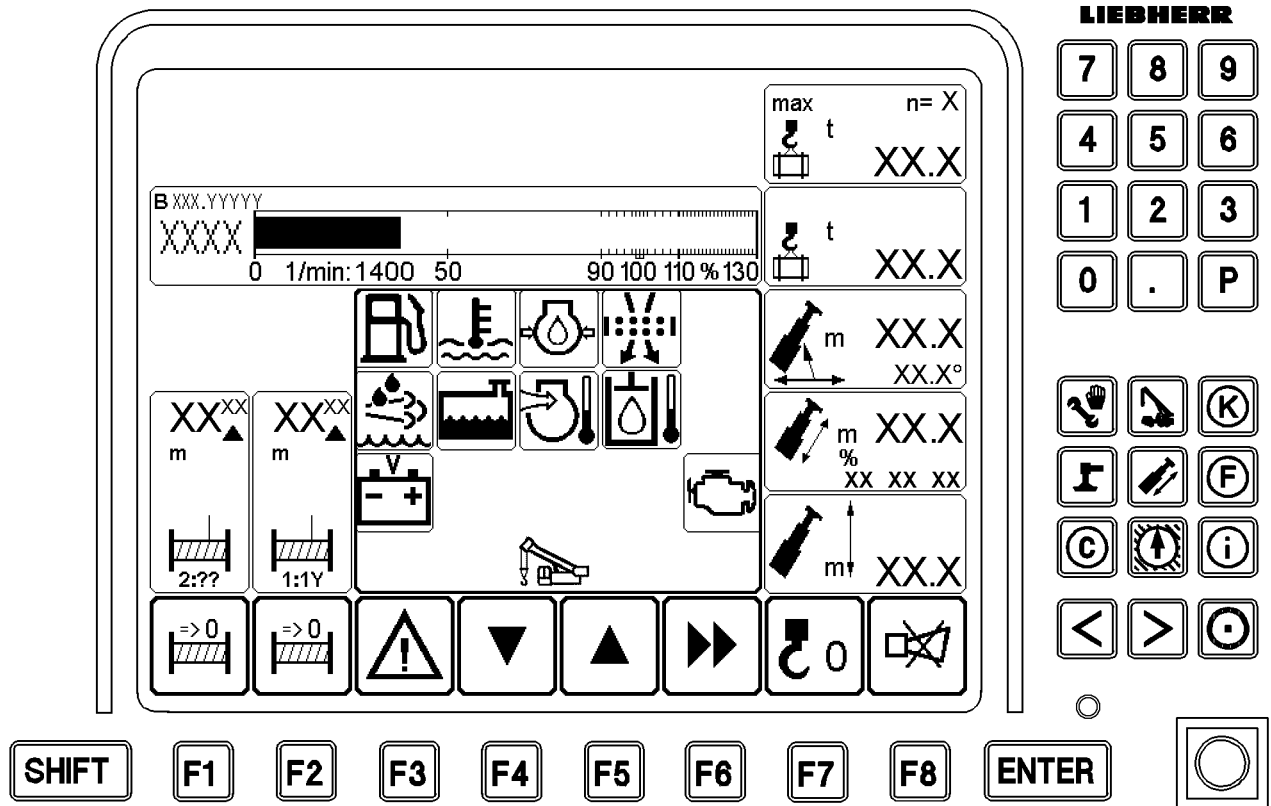 LIEBHERR
7 8 9
4 5 6
1 2 3
0 . P
K
F
C
i
< >
max n= X
t
XX.X
B XXX.YYYYY
XXXX
0 1/min: 1400 50 90 100 110 % 130
t
XX.X
m XX.X
XX.X°
m XX.X
%
XX XX XX
m XX.X
XX XX
m
2:??
XX XX
m
1:1Y
V
- +
=> 0
=> 0
!
0
SHIFT F1 F2 F3 F4 F5 F6 F7 F8 ENTER